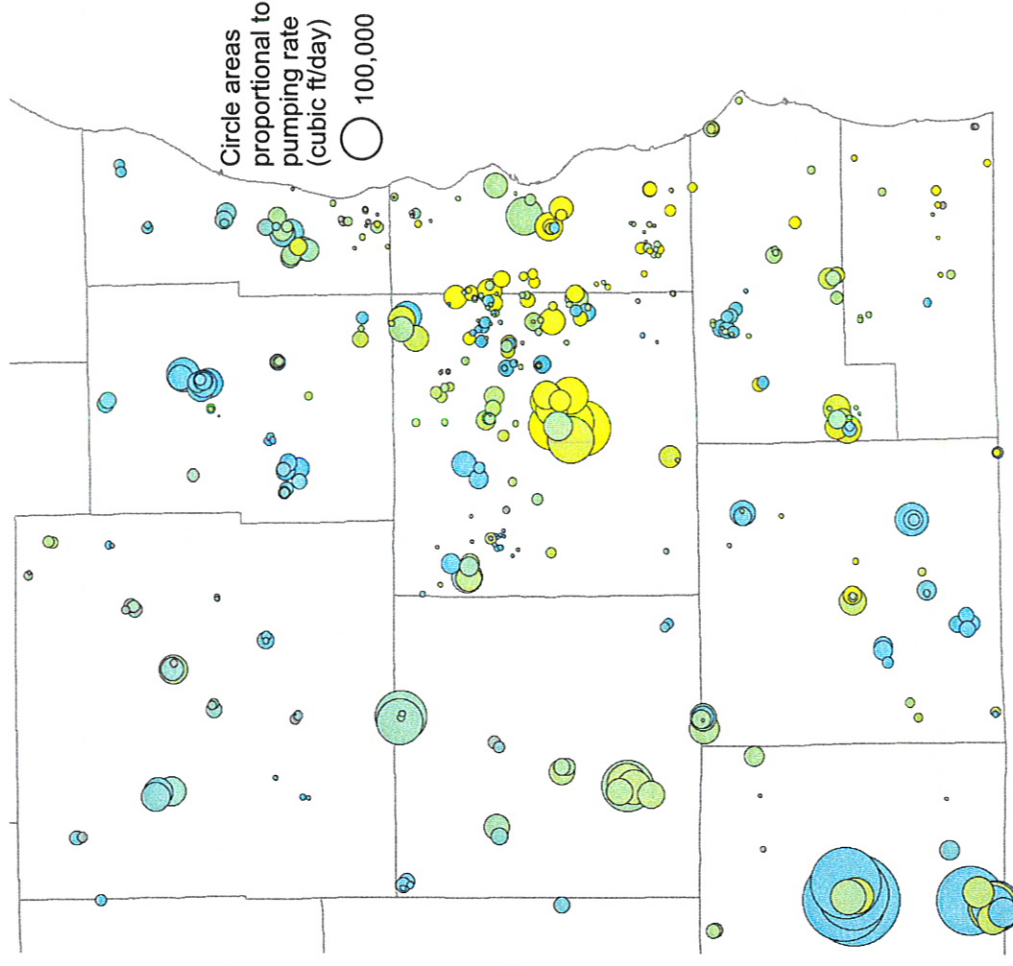 Circle areas
proportional to
pumping rate
(cubic ft/day)
100,000